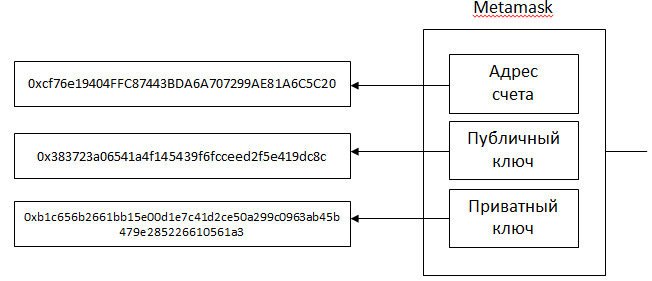 Metamask
0xcf76e19404FFC87443BDA6A707299AE81A6C5C20
Адрес
счета
0x383723a06541a4f145439f6fcceed2f5e419dc8c
Публичный
ключ
0xb1c656b2661bb15e00d1e7c41d2ce50a299c0963ab45b
479e285226610561a3
Приватный
ключ